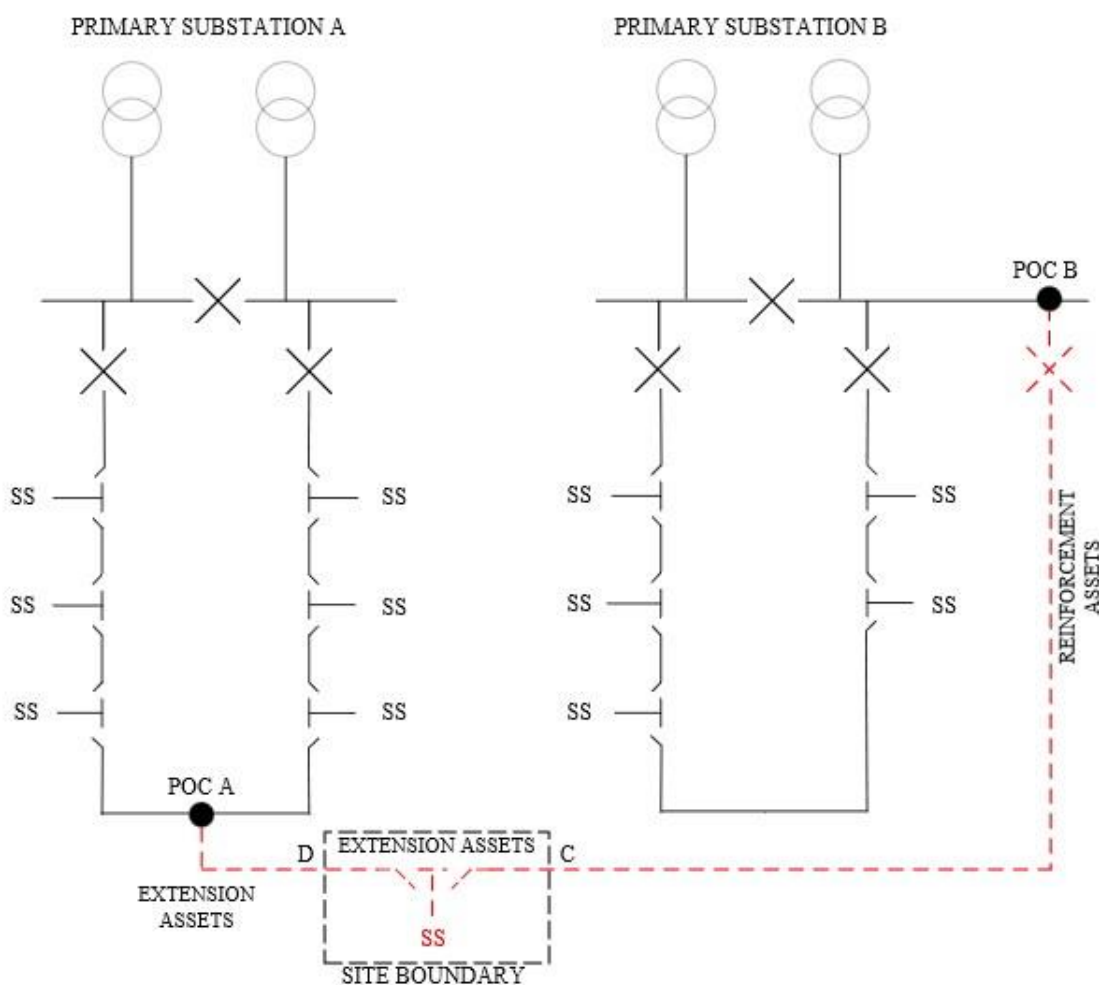 PRIMARY SUBSTATION A
PRIMARY SUBSTATION B
POC B
SS
SS
SS
SS
SS
SS
SS
SS
SS
SS
SS
REINFORCEMENT
ASSETS
POC A
D
EXTENSION ASSETS
C
EXTENSION
ASSETS
SS
SITE BOUNDARY